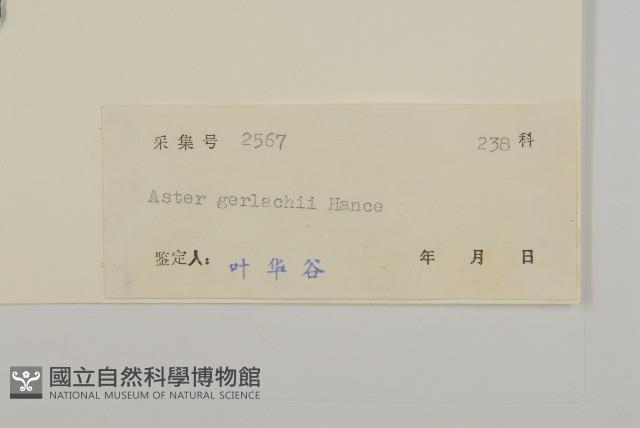 采集号 2567 238 科
Aster gerlachii Hance
鉴定人: 叶华谷 年 月 日
國立自然科學博物館
NATIONAL MUSEUM OF NATURAL SCIENCE